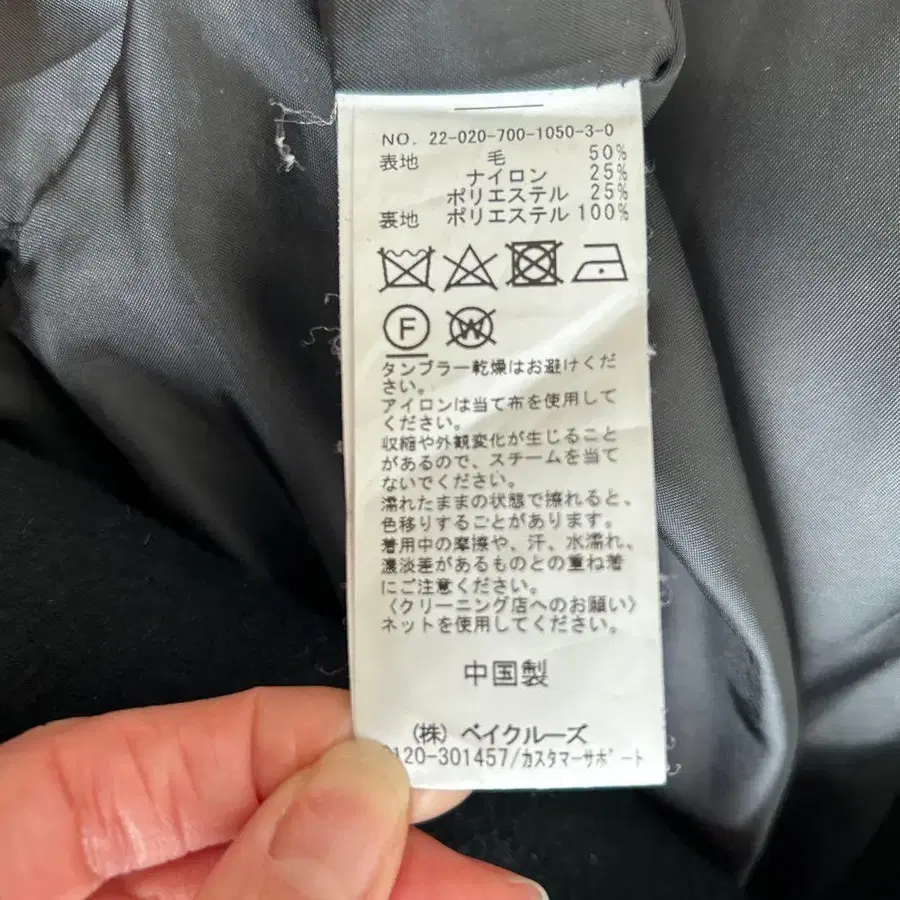 NO. 22-020-700-1050-3-0
表地 毛 50%
ナイロン 25%
ポリエステル 25%
裏地 ポリエステル 100%
F W
タンブラー乾燥はお避けくだ
さい。
アイロンは当て布を使用して
ください。
収縮や外観変化が生じること
があるので、スチームを当て
ないでください。
濡れたままの状態で擦れると、
色移りすることがあります。
着用中の摩擦や、汗、水濡れ、
濃淡差があるものとの重ね着
にご注意ください。
〈クリーニング店へのお願い〉
ネットを使用してください。
中国製
(株) ベイクルーズ
0120-301457/カスタマーサポート